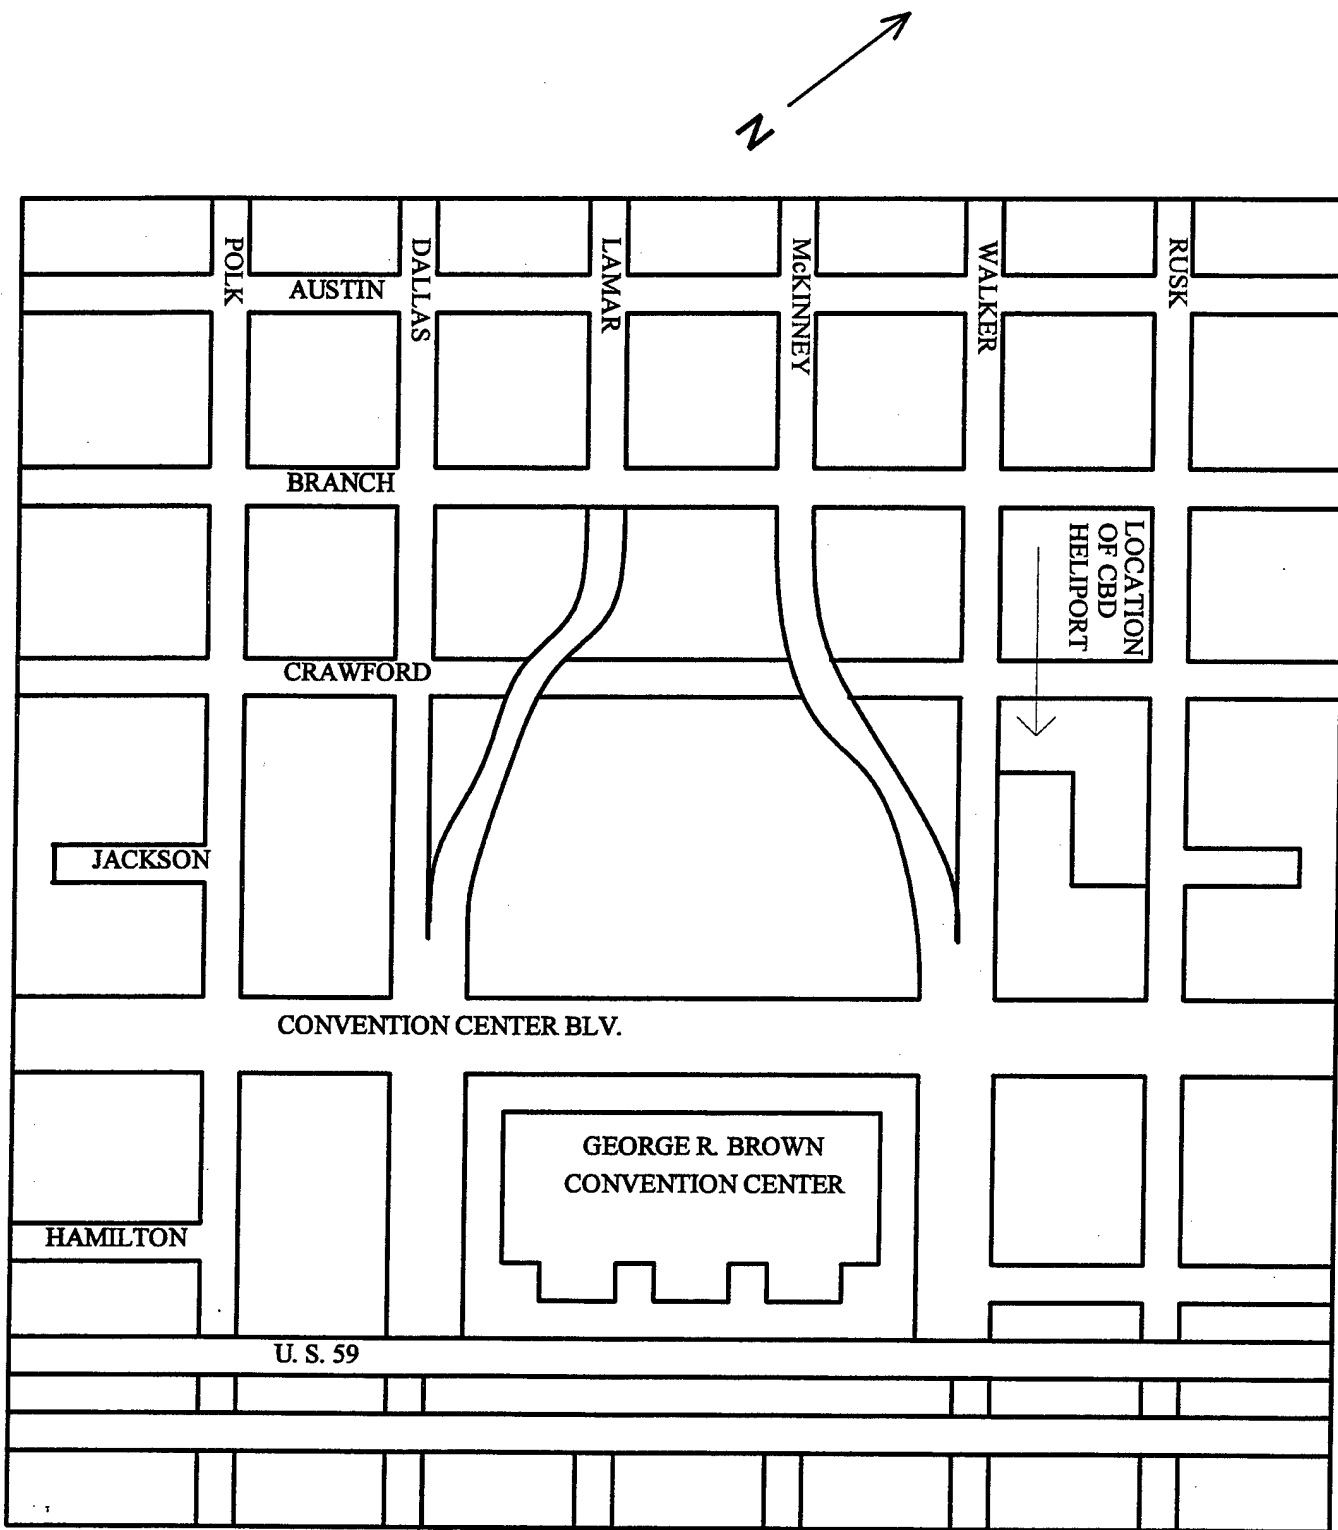 N
POLK
DALLAS
LAMAR
McKINNEY
WALKER
RUSK
AUSTIN
BRANCH
LOCATION
OF CBD
HELIPORT
CRAWFORD
JACKSON
CONVENTION CENTER BLV.
GEORGE R. BROWN
CONVENTION CENTER
HAMILTON
U. S. 59